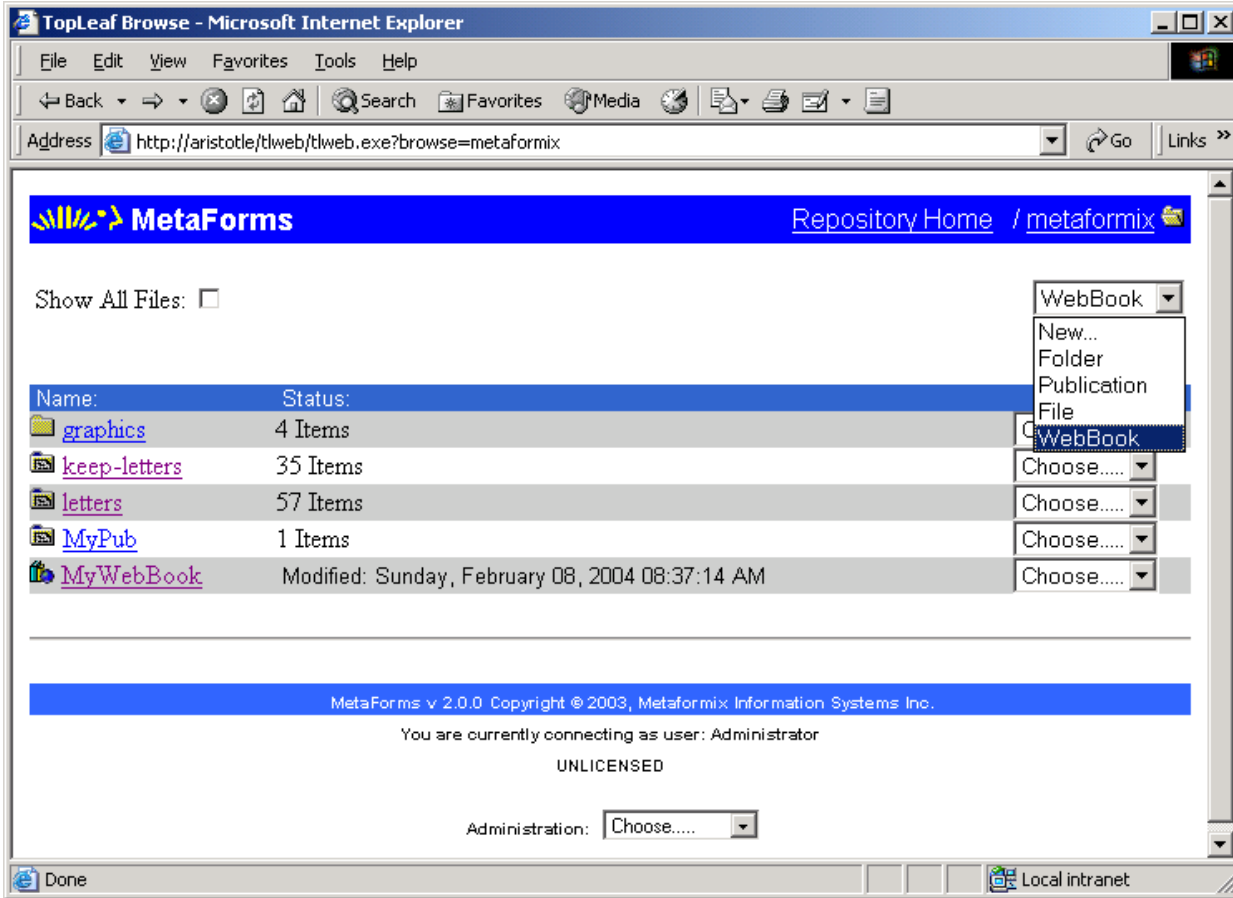 TopLeaf Browse - Microsoft Internet Explorer
File Edit View Favorites Tools Help
Back Search Favorites Media
Address http://aristotle/tlweb/tlweb.exe?browse=metaformix Go Links »
MetaForms Repository Home / metaformix
Show All Files: WebBook
New...
Folder
Publication
File
WebBook
Name: Status:
graphics 4 Items
keep-letters 35 Items Choose.....
letters 57 Items Choose.....
MyPub 1 Items Choose.....
MyWebBook Modified: Sunday, February 08, 2004 08:37:14 AM Choose.....
MetaForms v 2.0.0 Copyright © 2003, Metaformix Information Systems Inc.
You are currently connecting as user: Administrator
UNLICENSED
Administration: Choose.....
Done Local intranet